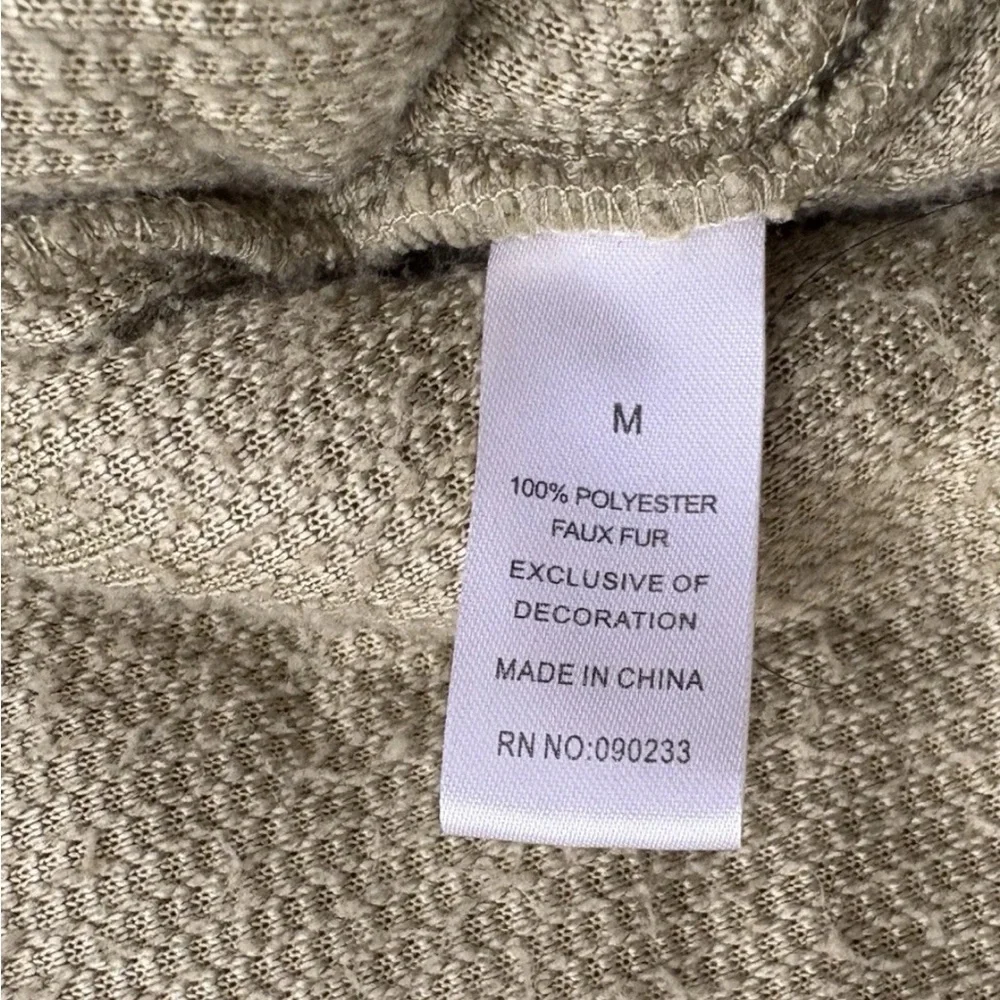 M
100% POLYESTER
FAUX FUR
EXCLUSIVE OF
DECORATION
MADE IN CHINA
RN NO:090233